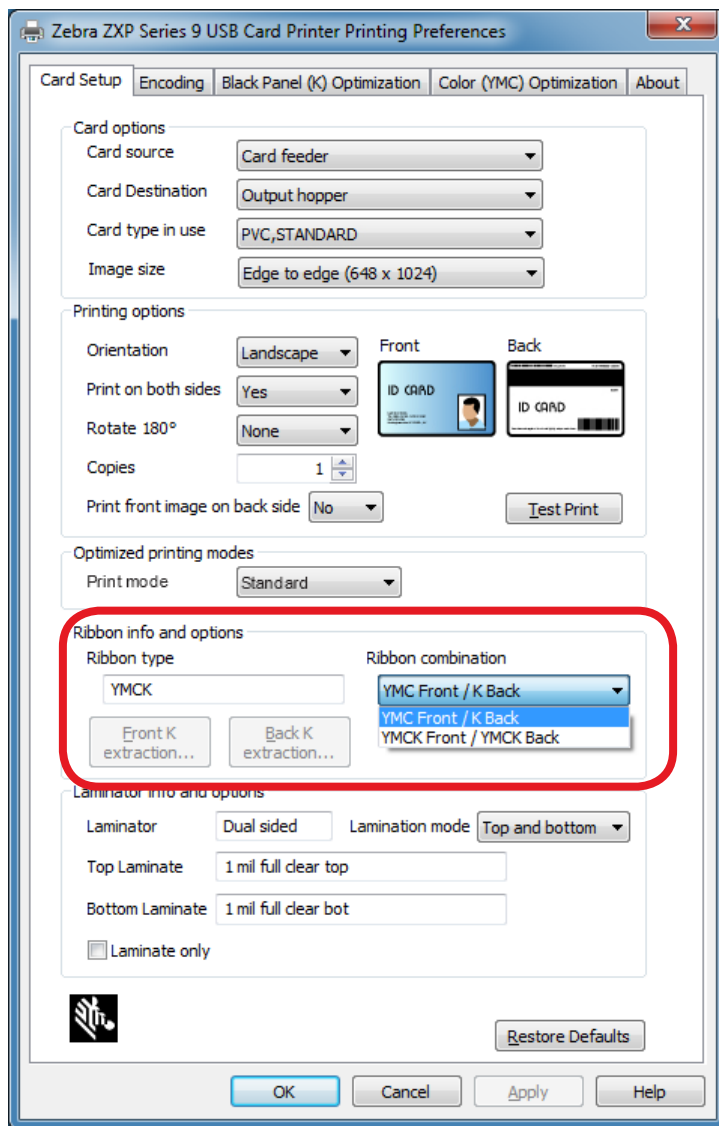 Zebra ZXP Series 9 USB Card Printer Printing Preferences
Card Setup Encoding Black Panel (K) Optimization Color (YMC) Optimization About
Card options
Card source Card feeder
Card Destination Output hopper
Card type in use PVC,STANDARD
Image size Edge to edge (648 x 1024)
Printing options
Orientation Landscape Front Back
Print on both sides Yes
ID CARD ID CARD
Rotate 180° None
Copies 1
Print front image on back side No Test Print
Optimized printing modes
Print mode Standard
Ribbon info and options
Ribbon type Ribbon combination
YMCK YMC Front / K Back
YMC Front / K Back
YMCK Front / YMCK Back
Front K extraction... Back K extraction...
Laminator info and options
Laminator Dual sided Lamination mode Top and bottom
Top Laminate 1 mil full clear top
Bottom Laminate 1 mil full clear bot
Laminate only
Restore Defaults
OK Cancel Apply Help